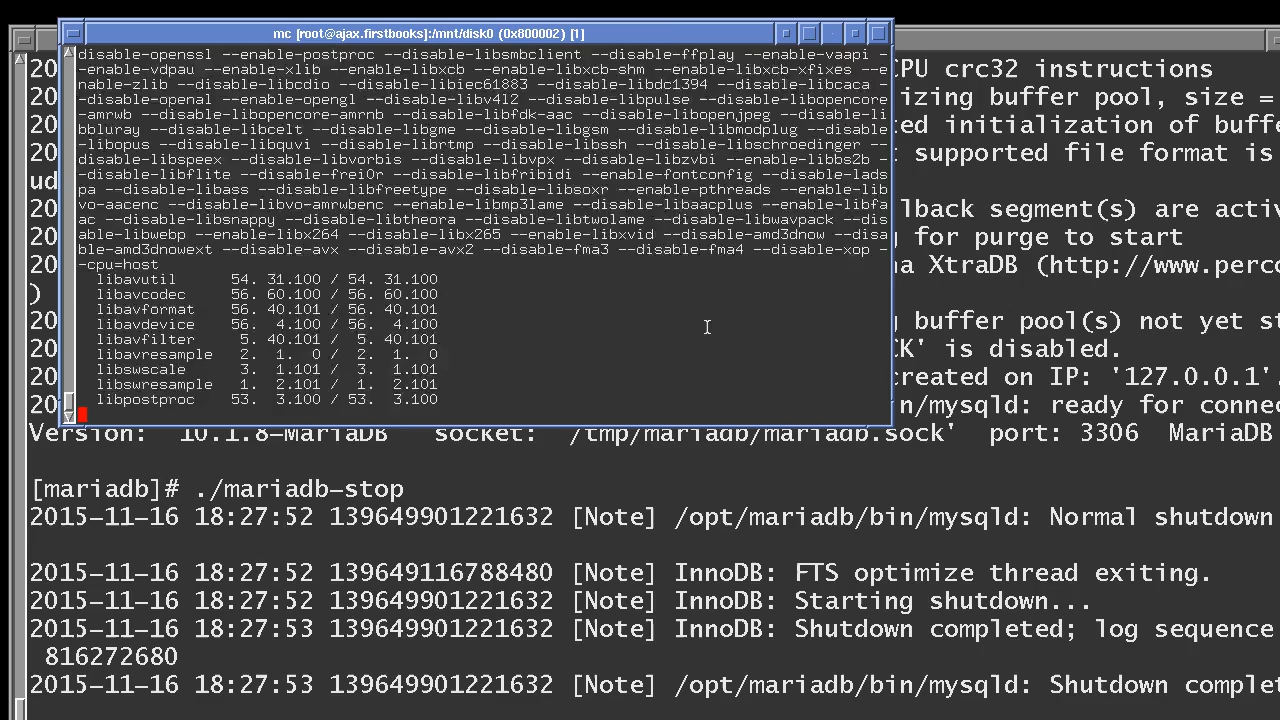 mc [root@ajax.firstbooks]:/mnt/disk0 (0x800002) [1]
disable-openssl --enable-postproc --disable-libsmbclient --disable-ffplay --enable-vaapi
-enable-vdpau --enable-xlib --enable-libxcb --enable-libxcb-shm --enable-libxcb-xfixes --e
nable-zlib --disable-libcdio --disable-libiec61883 --disable-libdc1394 --disable-libcaca -
-disable-openal --enable-opengl --disable-libv4l2 --disable-libpulse --disable-libopencore
-amrwb --disable-libopencore-amrnb --disable-libfdk-aac --disable-libopenjpeg --disable-li
bbluray --disable-libcelt --disable-libgme --disable-libgsm --disable-libmodplug --disable
-libopus --disable-libquvi --disable-librtmp --disable-libssh --disable-libschroedinger --
disable-libspeex --disable-libvorbis --disable-libvpx --disable-libzvbi --enable-libbs2b -
-disable-libflite --disable-frei0r --disable-libfribidi --enable-fontconfig --disable-lads
pa --disable-libass --disable-libfreetype --disable-libsoxr --enable-pthreads --enable-lib
vo-aacenc --disable-libvo-amrwbenc --enable-libmp3lame --disable-libaacplus --enable-libfa
ac --disable-libsnappy --disable-libtheora --disable-libtwolame --disable-libwavpack --dis
able-libwebp --enable-libx264 --disable-libx265 --enable-libxvid --disable-amd3dnow --disa
ble-amd3dnowext --disable-avx --disable-avx2 --disable-fma3 --disable-fma4 --disable-xop -
-cpu=host
libavutil 54. 31.100 / 54. 31.100
libavcodec 56. 60.100 / 56. 60.100
libavformat 56. 40.101 / 56. 40.101
libavdevice 56. 4.100 / 56. 4.100
libavfilter 5. 40.101 / 5. 40.101
libavresample 2. 1. 0 / 2. 1. 0
libswscale 3. 1.101 / 3. 1.101
libswresample 1. 2.101 / 1. 2.101
libpostproc 53. 3.100 / 53. 3.100
20 CPU crc32 instructions
20 izing buffer pool, size =
20 ed initialization of buffe
20 supported file format is
ud
20 lback segment(s) are activ
20 for purge to start
20 a XtraDB (http://www.perco
)
20 buffer pool(s) not yet st
20 CK' is disabled.
20 created on IP: '127.0.0.1'.
20 n/mysqld: ready for connec
Version: '10.1.8-MariaDB' socket: '/tmp/mariadb/mariadb.sock' port: 3306 MariaDB
[mariadb]# ./mariadb-stop
2015-11-16 18:27:52 139649901221632 [Note] /opt/mariadb/bin/mysqld: Normal shutdown
2015-11-16 18:27:52 139649116788480 [Note] InnoDB: FTS optimize thread exiting.
2015-11-16 18:27:52 139649901221632 [Note] InnoDB: Starting shutdown...
2015-11-16 18:27:53 139649901221632 [Note] InnoDB: Shutdown completed; log sequence
816272680
2015-11-16 18:27:53 139649901221632 [Note] /opt/mariadb/bin/mysqld: Shutdown complet